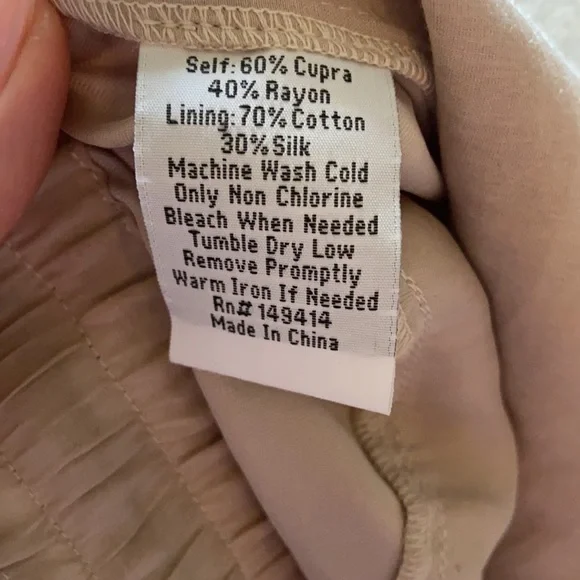 Self: 60% Cupra
40% Rayon
Lining: 70% Cotton
30% Silk
Machine Wash Cold
Only Non Chlorine
Bleach When Needed
Tumble Dry Low
Remove Promptly
Warm Iron If Needed
Rn# 149414
Made In China